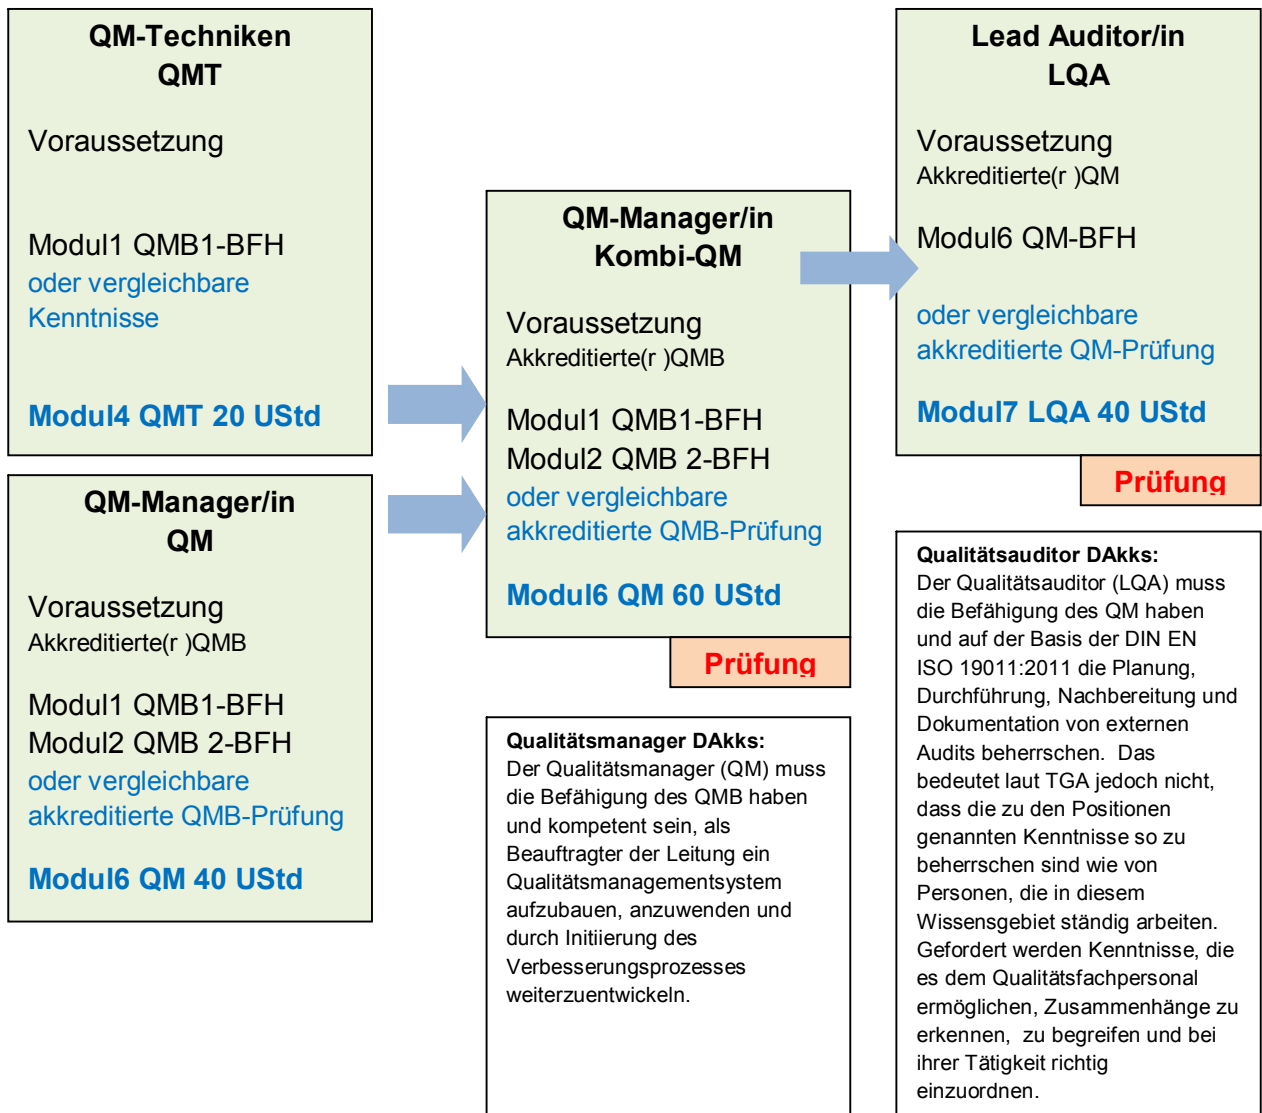 QM-Techniken
QMT
Voraussetzung
Modul1 QMB1-BFH
oder vergleichbare
Kenntnisse
Modul4 QMT 20 UStd
QM-Manager/in
QM
Voraussetzung
Akkreditierte(r )QMB
Modul1 QMB1-BFH
Modul2 QMB 2-BFH
oder vergleichbare
akkreditierte QMB-Prüfung
Modul6 QM 40 UStd
QM-Manager/in
Kombi-QM
Voraussetzung
Akkreditierte(r )QMB
Modul1 QMB1-BFH
Modul2 QMB 2-BFH
oder vergleichbare
akkreditierte QMB-Prüfung
Modul6 QM 60 UStd
Prüfung
Qualitätsmanager DAkks:
Der Qualitätsmanager (QM) muss
die Befähigung des QMB haben
und kompetent sein, als
Beauftragter der Leitung ein
Qualitätsmanagementsystem
aufzubauen, anzuwenden und
durch Initiierung des
Verbesserungsprozesses
weiterzuentwickeln.
Lead Auditor/in
LQA
Voraussetzung
Akkreditierte(r )QM
Modul6 QM-BFH
oder vergleichbare
akkreditierte QM-Prüfung
Modul7 LQA 40 UStd
Prüfung
Qualitätsauditor DAkks:
Der Qualitätsauditor (LQA) muss
die Befähigung des QM haben
und auf der Basis der DIN EN
ISO 19011:2011 die Planung,
Durchführung, Nachbereitung und
Dokumentation von externen
Audits beherrschen.  Das
bedeutet laut TGA jedoch nicht,
dass die zu den Positionen
genannten Kenntnisse so zu
beherrschen sind wie von
Personen, die in diesem
Wissensgebiet ständig arbeiten.
Gefordert werden Kenntnisse, die
es dem Qualitätsfachpersonal
ermöglichen, Zusammenhänge zu
erkennen,  zu begreifen und bei
ihrer Tätigkeit richtig
einzuordnen.